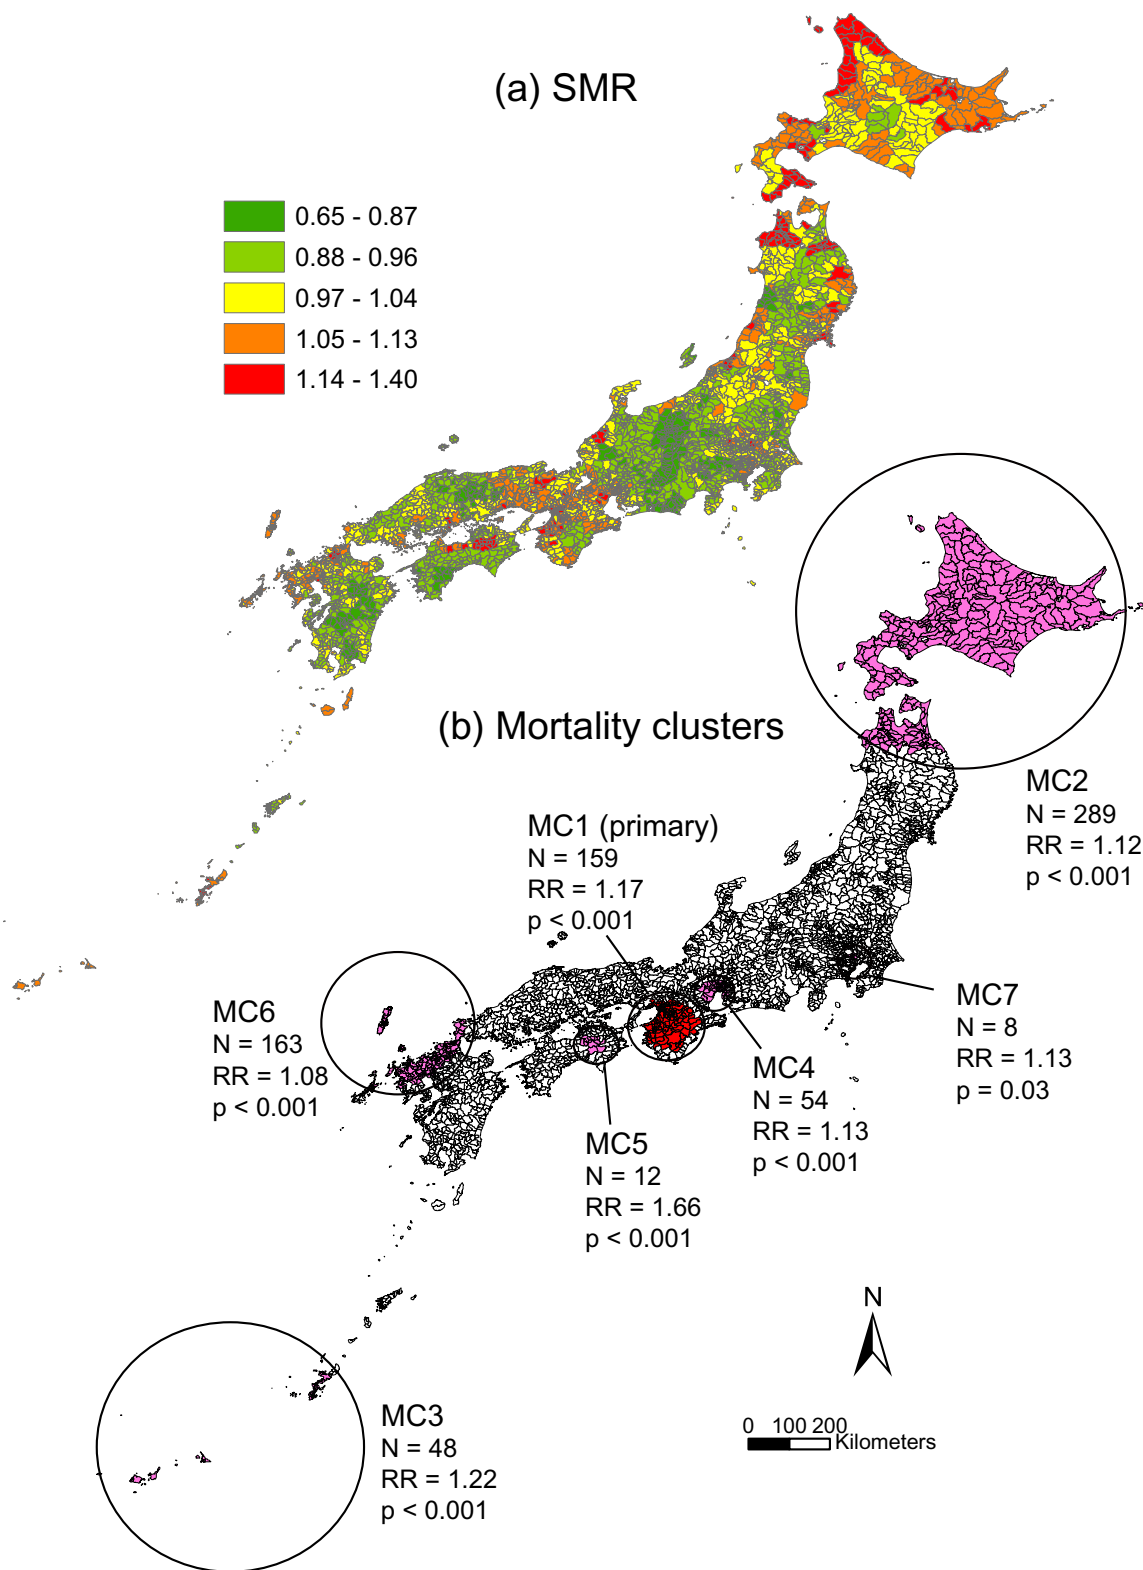 (a) SMR
0.65 - 0.87
0.88 - 0.96
0.97 - 1.04
1.05 - 1.13
1.14 - 1.40
(b) Mortality clusters
MC2
N = 289
RR = 1.12
p < 0.001
MC1 (primary)
N = 159
RR = 1.17
p < 0.001
MC7
N = 8
RR = 1.13
p = 0.03
MC6
N = 163
RR = 1.08
p < 0.001
MC4
N = 54
RR = 1.13
p < 0.001
MC5
N = 12
RR = 1.66
p < 0.001
N
0 100 200
Kilometers
MC3
N = 48
RR = 1.22
p < 0.001